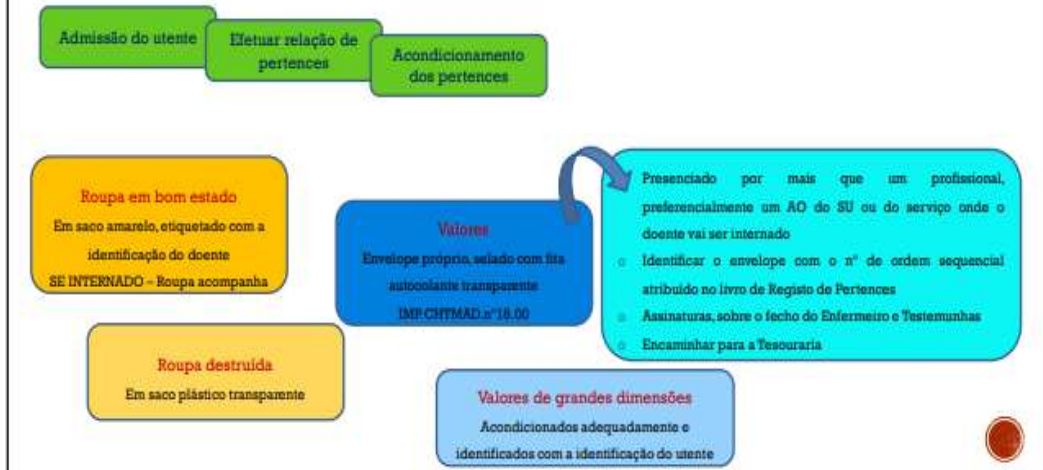 Admissão do utente
Efetuar relação de
pertences
Acondicionamento
dos pertences
Roupa em bom estado
Em saco amarelo, etiquetado com a
identificação do doente
SE INTERNADO – Roupa acompanha
Roupa destruída
Em saco plástico transparente
Valores
Envelope próprio, selado com fita
autocolante transparente
IMP.CHTMAD.nº18.00
Presenciado por mais que um profissional,
preferencialmente um AO do SU ou do serviço onde o
doente vai ser internado
o Identificar o envelope com o nº de ordem sequencial
atribuído no livro de Registo de Pertences
o Assinaturas, sobre o fecho do Enfermeiro e Testemunhas
o Encaminhar para a Tesouraria
Valores de grandes dimensões
Acondicionados adequadamente e
identificados com a identificação do utente